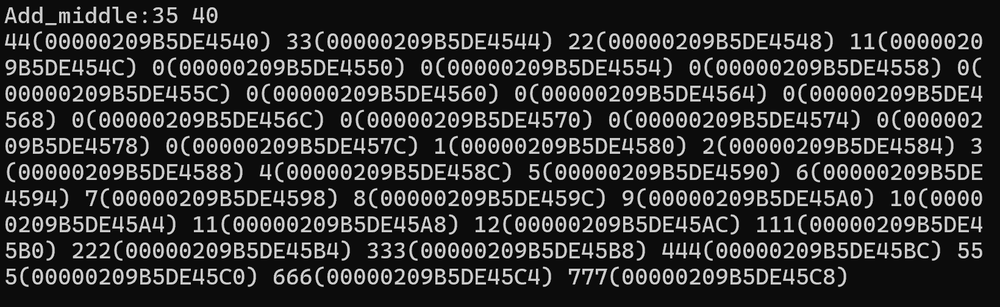 Add_middle:35 40
44(00000209B5DE4540) 33(00000209B5DE4544) 22(00000209B5DE4548) 11(0000020
9B5DE454C) 0(00000209B5DE4550) 0(00000209B5DE4554) 0(00000209B5DE4558) 0(
00000209B5DE455C) 0(00000209B5DE4560) 0(00000209B5DE4564) 0(00000209B5DE4
568) 0(00000209B5DE456C) 0(00000209B5DE4570) 0(00000209B5DE4574) 0(000002
09B5DE4578) 0(00000209B5DE457C) 1(00000209B5DE4580) 2(00000209B5DE4584) 3
(00000209B5DE4588) 4(00000209B5DE458C) 5(00000209B5DE4590) 6(00000209B5DE
4594) 7(00000209B5DE4598) 8(00000209B5DE459C) 9(00000209B5DE45A0) 10(0000
0209B5DE45A4) 11(00000209B5DE45A8) 12(00000209B5DE45AC) 111(00000209B5DE4
5B0) 222(00000209B5DE45B4) 333(00000209B5DE45B8) 444(00000209B5DE45BC) 55
5(00000209B5DE45C0) 666(00000209B5DE45C4) 777(00000209B5DE45C8)